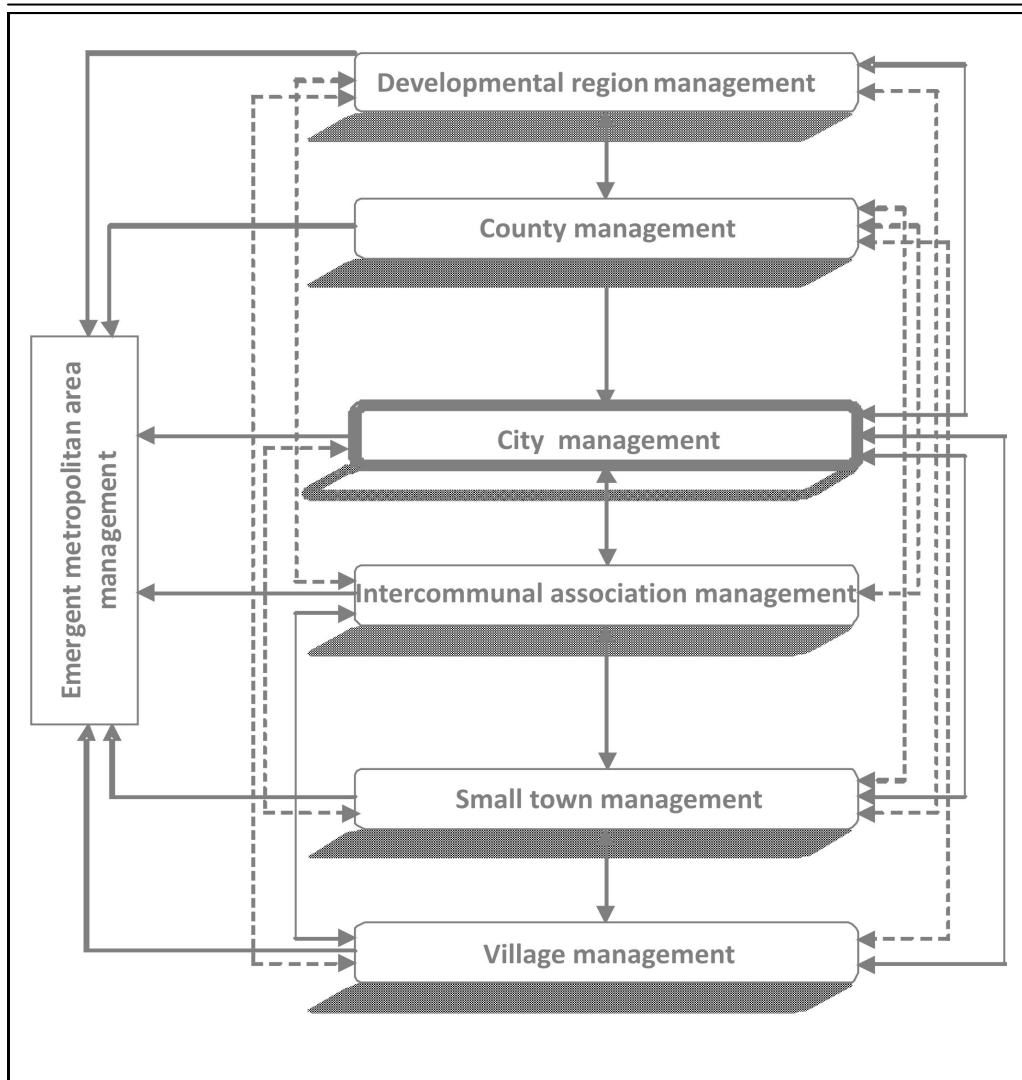 Developmental region management
County management
Emergent metropolitan area
management
City management
Intercommunal association management
Small town management
Village management